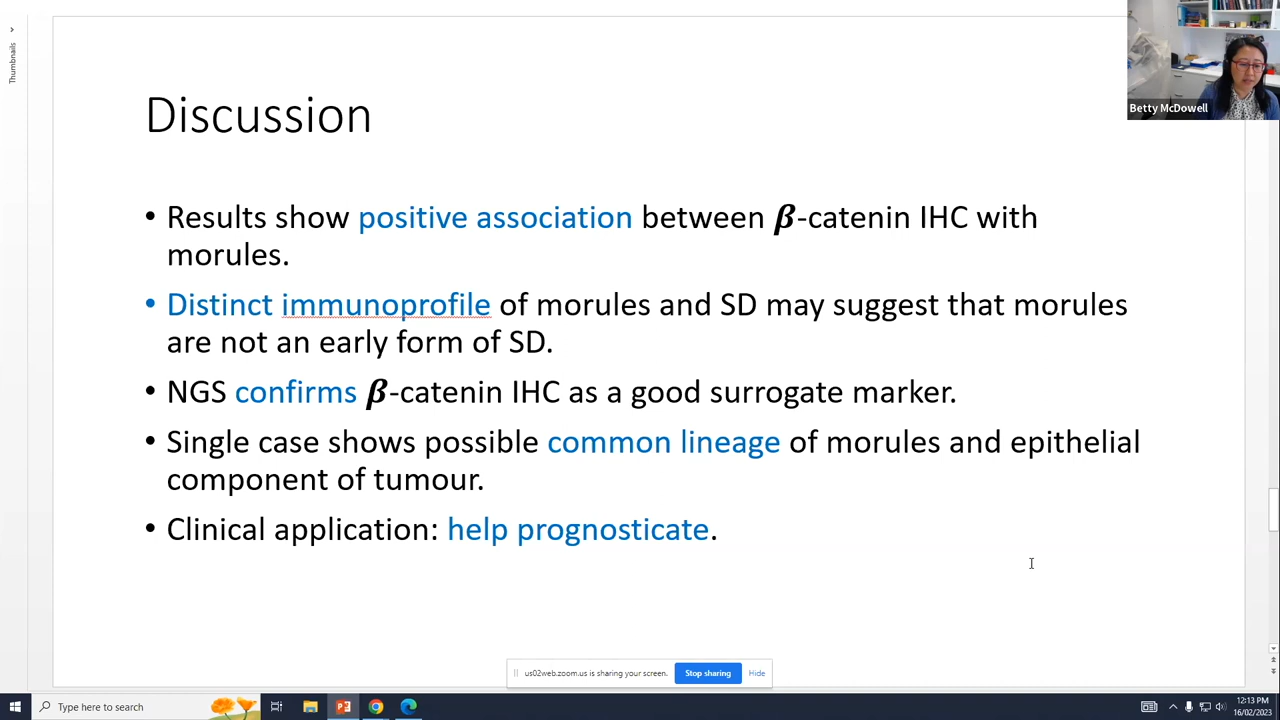 Thumbnails
Betty McDowell
Discussion
• Results show positive association between β-catenin IHC with
morules.
• Distinct immunoprofile of morules and SD may suggest that morules
are not an early form of SD.
• NGS confirms β-catenin IHC as a good surrogate marker.
• Single case shows possible common lineage of morules and epithelial
component of tumour.
• Clinical application: help prognosticate.
us02web.zoom.us is sharing your screen. Stop sharing Hide
Type here to search
12:13 PM
16/02/2023